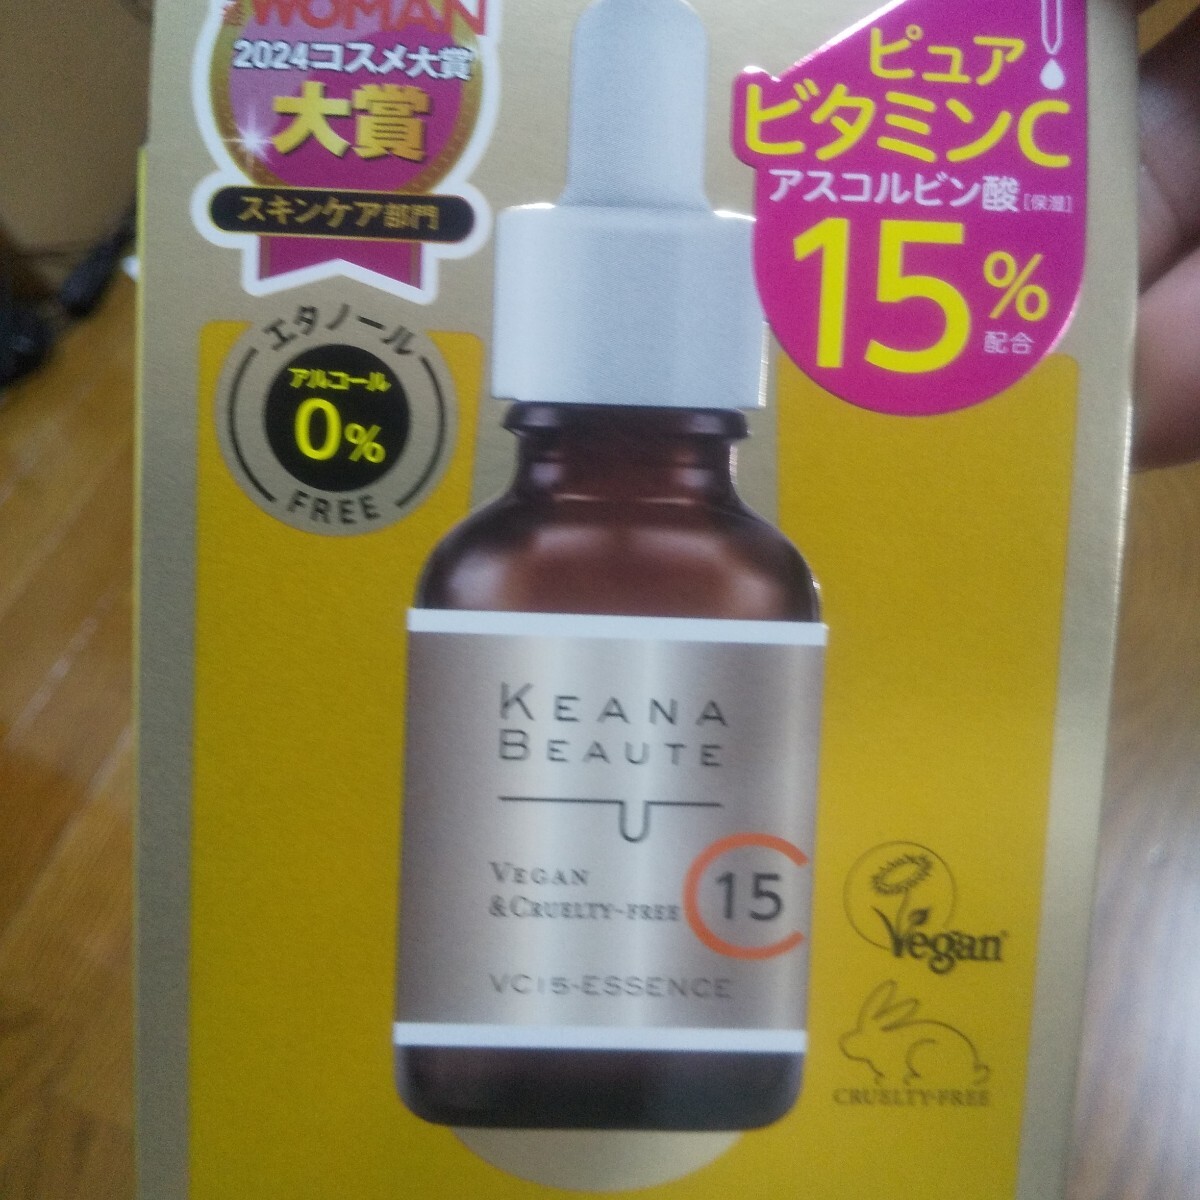 WOMAN
2024コスメ大賞
大賞
スキンケア部門
エタノール
アルコール
0%
FREE
ピュア
ビタミンC
アスコルビン酸[保湿]
15%
配合
KEANA
BEAUTE
VEGAN
&CRUELTY-FREE
C15
VC15-ESSENCE
Vegan
CRUELTY-FREE